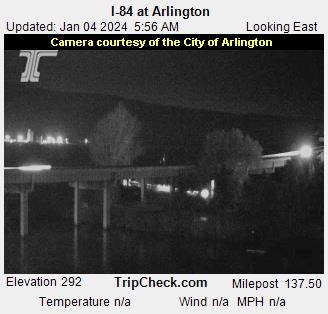 I-84 at Arlington
Updated: Jan 04 2024 5:56 AM Looking East
Camera courtesy of the City of Arlington
Elevation 292 TripCheck.com Milepost 137.50
Temperature n/a Wind n/a MPH n/a